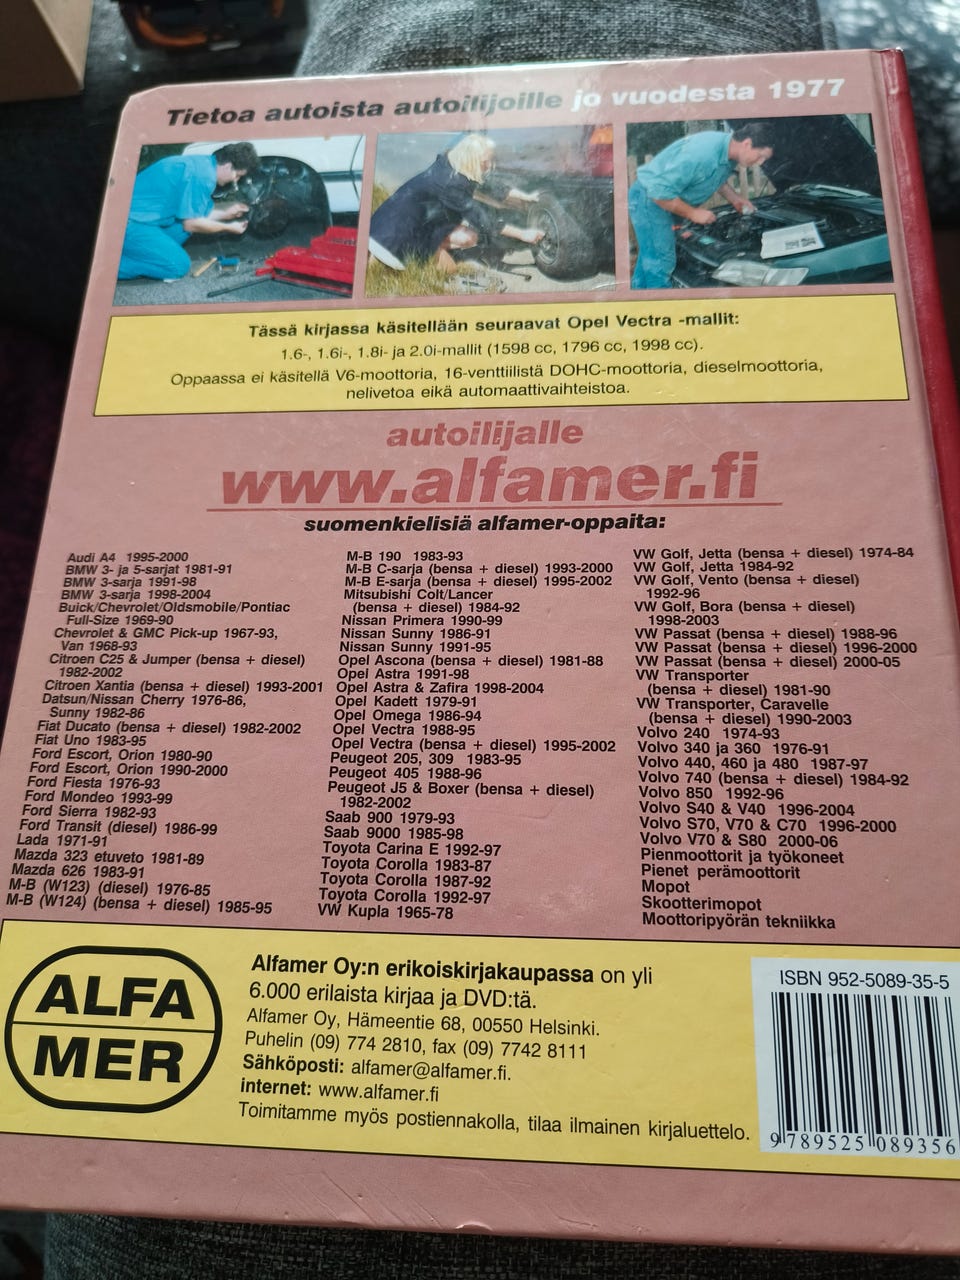 Tietoa autoista autoilijoille jo vuodesta 1977
Tässä kirjassa käsitellään seuraavat Opel Vectra -mallit:
1.6-, 1.6i-, 1.8i- ja 2.0i-mallit (1598 cc, 1796 cc, 1998 cc).
Oppaassa ei käsitellä V6-moottoria, 16-venttiilistä DOHC-moottoria, dieselmoottoria,
nelivetoa eikä automaattivaihteistoa.
autoilijalle
www.alfamer.fi
suomenkielisiä alfamer-oppaita:
Audi A4 1995-2000
BMW 3- ja 5-sarjat 1981-91
BMW 3-sarja 1991-98
BMW 3-sarja 1998-2004
Buick/Chevrolet/Oldsmobile/Pontiac
Full-Size 1969-90
Chevrolet & GMC Pick-up 1967-93,
Van 1968-93
Citroen C25 & Jumper (bensa + diesel)
1982-2002
Citroen Xantia (bensa + diesel) 1993-2001
Datsun/Nissan Cherry 1976-86,
Sunny 1982-86
Fiat Ducato (bensa + diesel) 1982-2002
Fiat Uno 1983-95
Ford Escort, Orion 1980-90
Ford Escort, Orion 1990-2000
Ford Fiesta 1976-93
Ford Mondeo 1993-99
Ford Sierra 1982-93
Ford Transit (diesel) 1986-99
Lada 1971-91
Mazda 323 etuveto 1981-89
Mazda 626 1983-91
M-B (W123) (diesel) 1976-85
M-B (W124) (bensa + diesel) 1985-95
M-B 190 1983-93
M-B C-sarja (bensa + diesel) 1993-2000
M-B E-sarja (bensa + diesel) 1995-2002
Mitsubishi Colt/Lancer
(bensa + diesel) 1984-92
Nissan Primera 1990-99
Nissan Sunny 1986-91
Nissan Sunny 1991-95
Opel Ascona (bensa + diesel) 1981-88
Opel Astra 1991-98
Opel Astra & Zafira 1998-2004
Opel Kadett 1979-91
Opel Omega 1986-94
Opel Vectra 1988-95
Opel Vectra (bensa + diesel) 1995-2002
Peugeot 205, 309 1983-95
Peugeot 405 1988-96
Peugeot J5 & Boxer (bensa + diesel)
1982-2002
Saab 900 1979-93
Saab 9000 1985-98
Toyota Carina E 1992-97
Toyota Corolla 1983-87
Toyota Corolla 1987-92
Toyota Corolla 1992-97
VW Kupla 1965-78
VW Golf, Jetta (bensa + diesel) 1974-84
VW Golf, Jetta 1984-92
VW Golf, Vento (bensa + diesel)
1992-96
VW Golf, Bora (bensa + diesel)
1998-2003
VW Passat (bensa + diesel) 1988-96
VW Passat (bensa + diesel) 1996-2000
VW Passat (bensa + diesel) 2000-05
VW Transporter
(bensa + diesel) 1981-90
VW Transporter, Caravelle
(bensa + diesel) 1990-2003
Volvo 240 1974-93
Volvo 340 ja 360 1976-91
Volvo 440, 460 ja 480 1987-97
Volvo 740 (bensa + diesel) 1984-92
Volvo 850 1992-96
Volvo S40 & V40 1996-2004
Volvo S70, V70 & C70 1996-2000
Volvo V70 & S80 2000-06
Pienmoottorit ja työkoneet
Pienet perämoottorit
Mopot
Skootterimopot
Moottoripyörän tekniikka
ALFA
MER
Alfamer Oy:n erikoiskirjakaupassa on yli
6.000 erilaista kirjaa ja DVD:tä.
Alfamer Oy, Hämeentie 68, 00550 Helsinki.
Puhelin (09) 774 2810, fax (09) 7742 8111
Sähköposti: alfamer@alfamer.fi.
internet: www.alfamer.fi
Toimitamme myös postiennakolla, tilaa ilmainen kirjaluettelo.
ISBN 952-5089-35-5
9 789525 089356